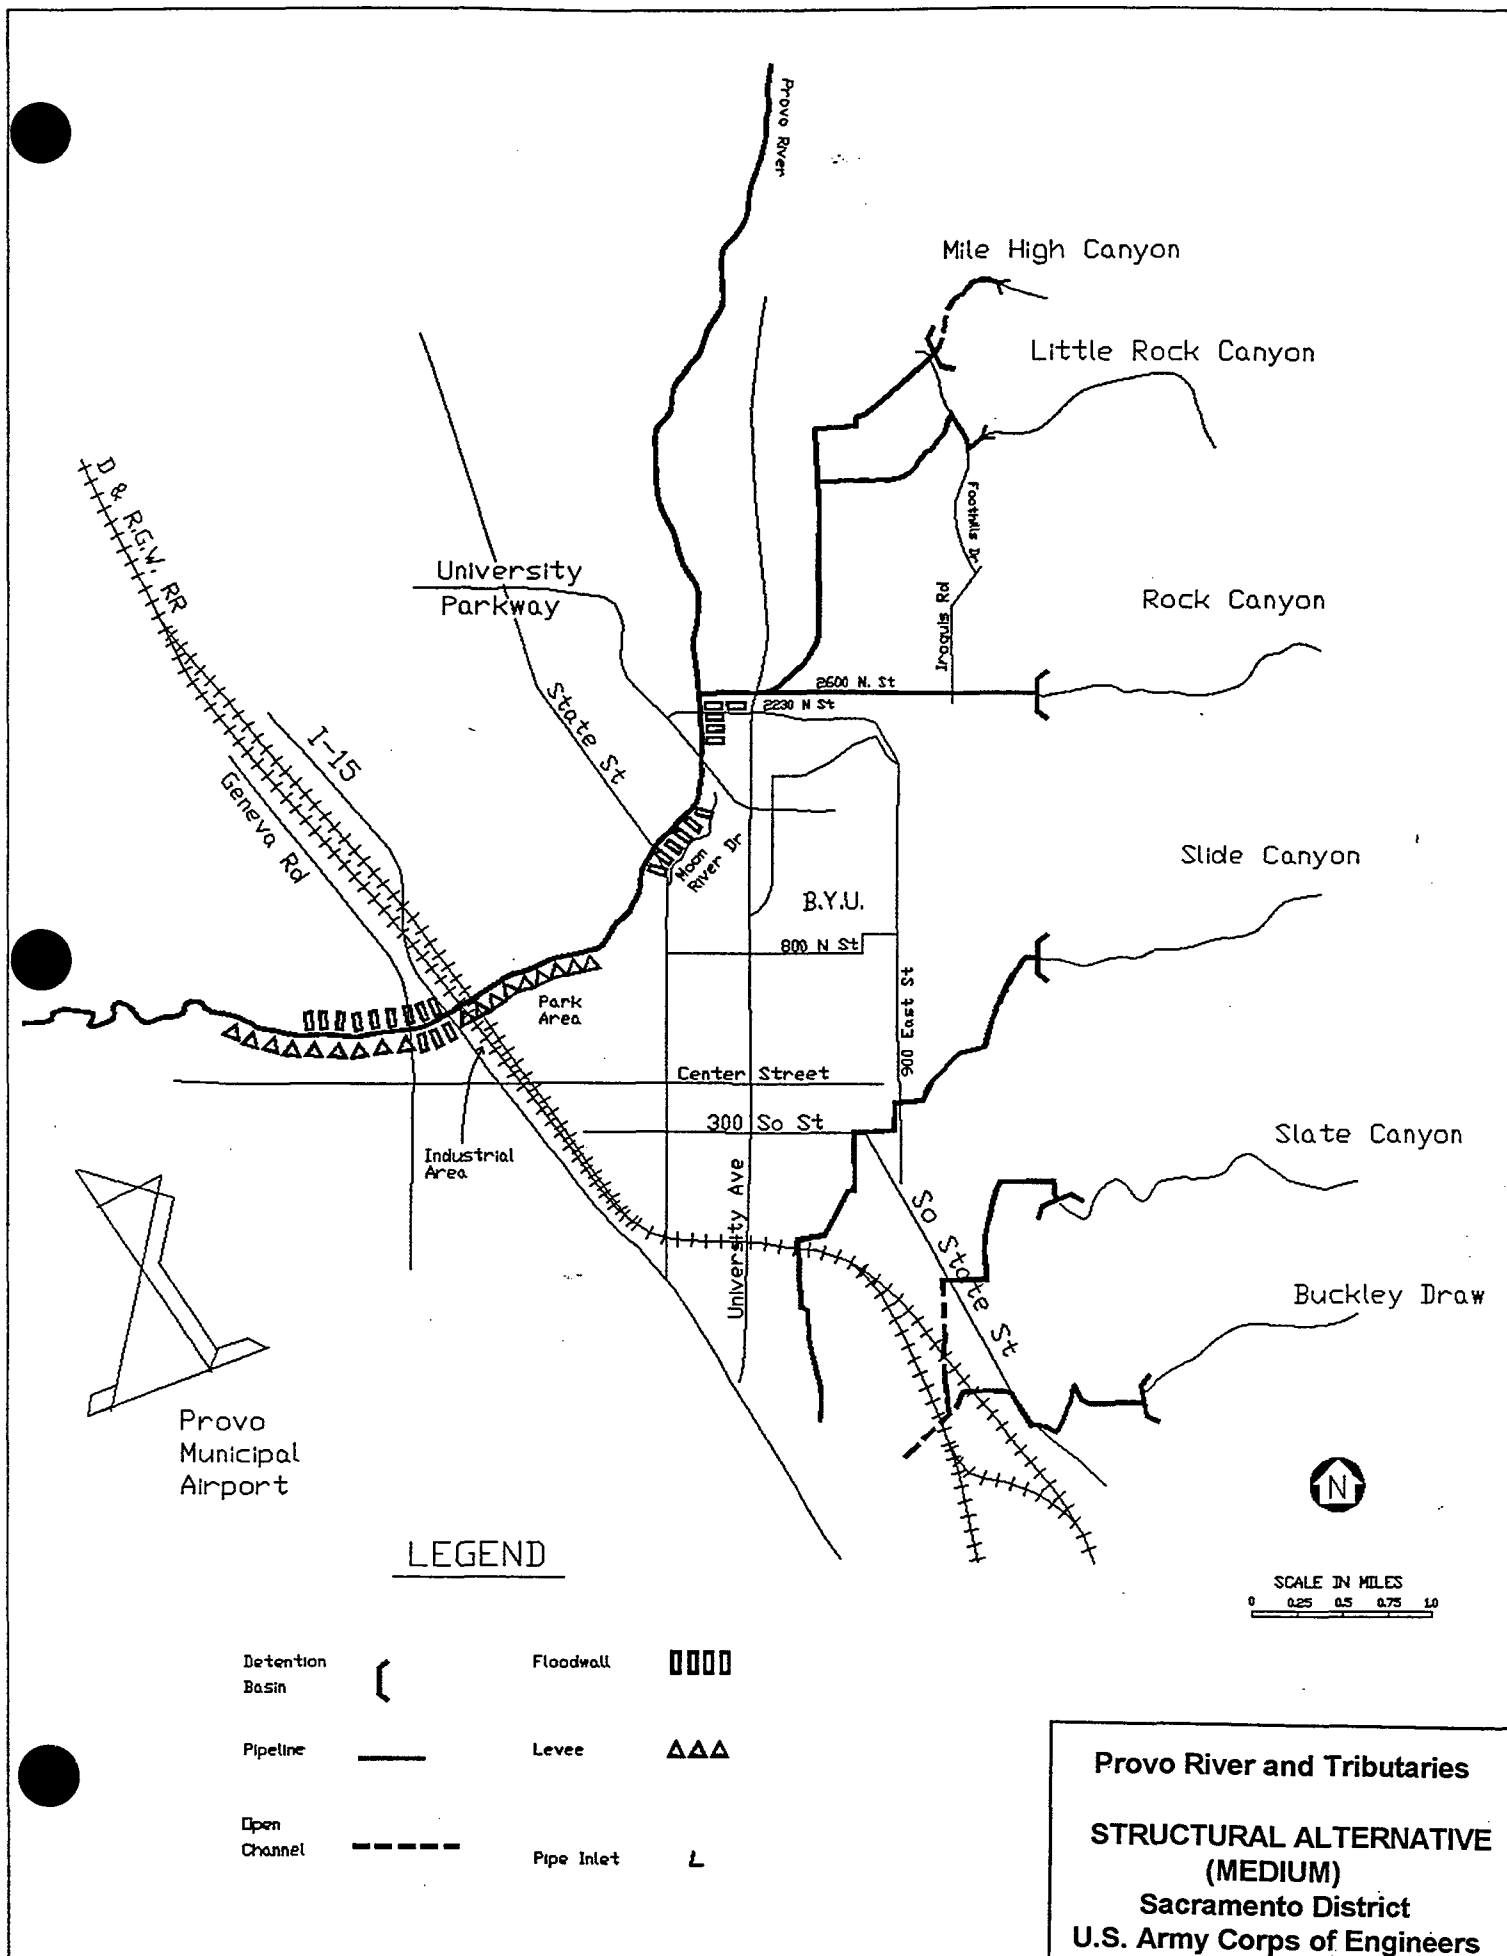 Provo River
Mile High Canyon
Little Rock Canyon
D & R.G.W. RR
University
Parkway
Foothills Dr
Iroquis Rd
Rock Canyon
2600 N. St
2230 N St
State St
I-15
Geneva Rd
Moon
River Dr
Slide Canyon
B.Y.U.
800 N St
900 East St
Park
Area
Center Street
300 So St
Industrial
Area
University Ave
So State St
Slate Canyon
Buckley Draw
Provo
Municipal
Airport
N
LEGEND
SCALE IN MILES
0 0.25 0.5 0.75 1.0
Detention
Basin
Floodwall
Pipeline
Levee
Open
Channel
Pipe Inlet
Provo River and Tributaries
STRUCTURAL ALTERNATIVE
(MEDIUM)
Sacramento District
U.S. Army Corps of Engineers